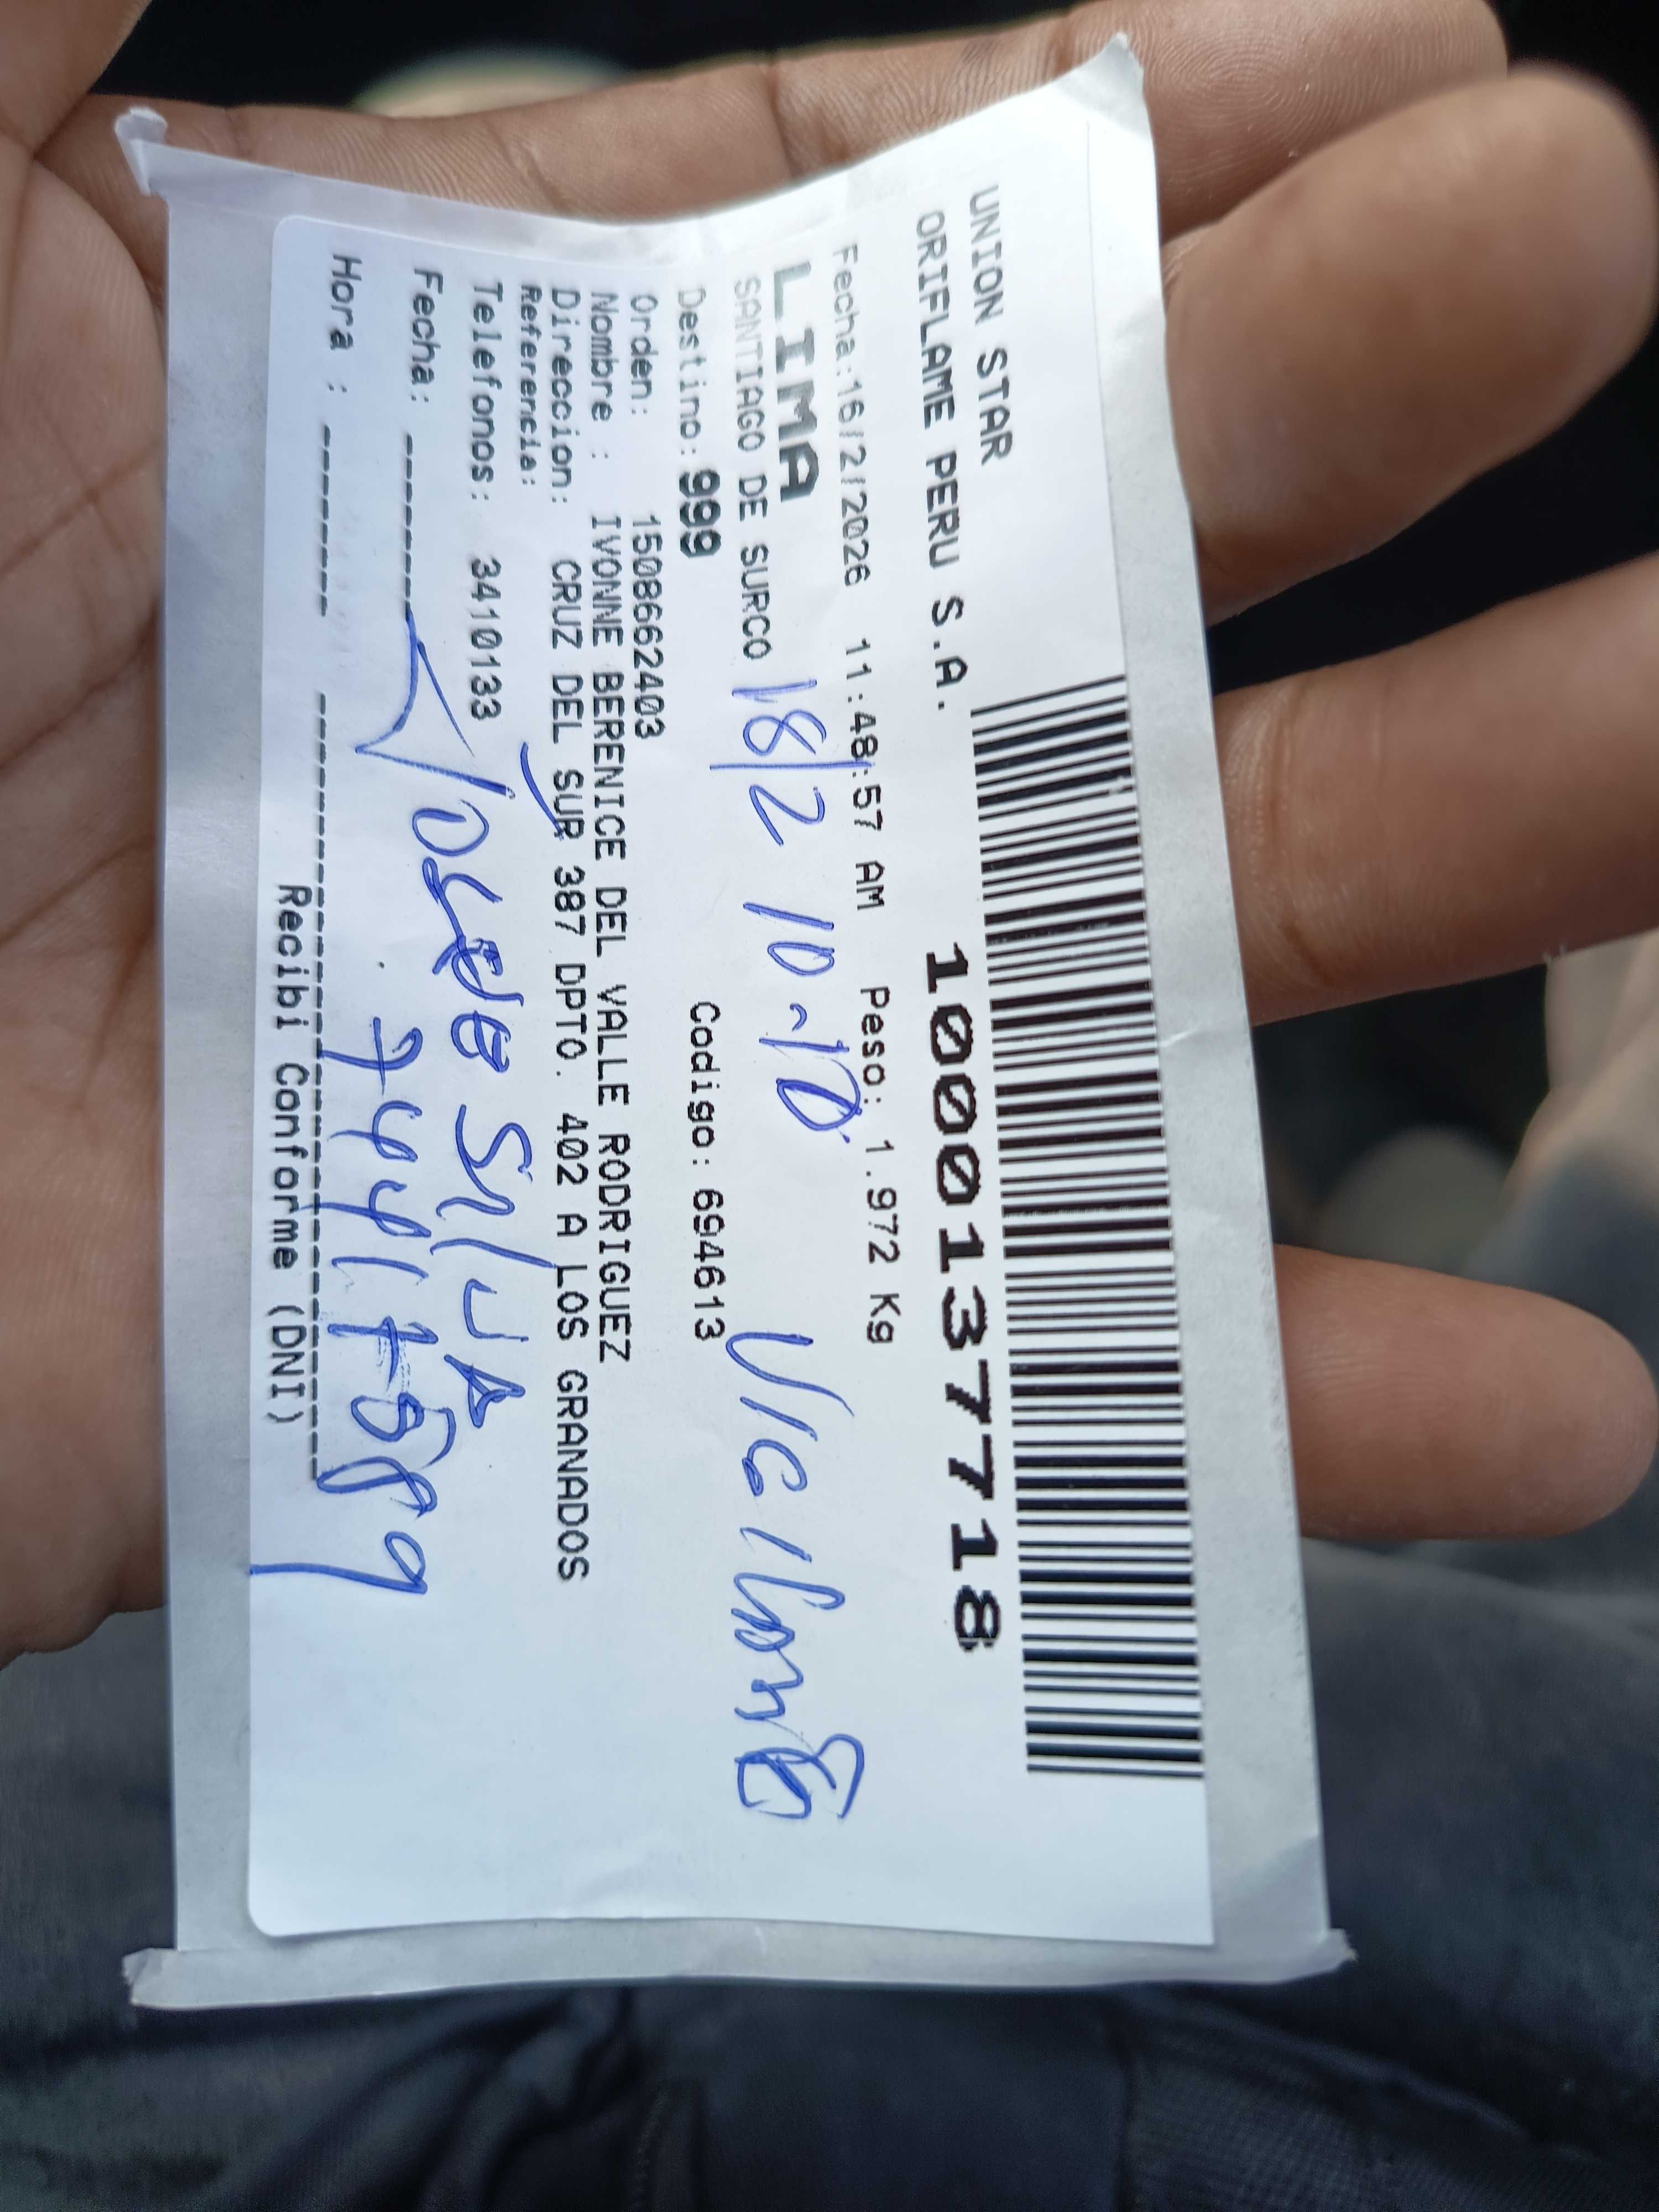 UNION STAR
ORIFLAME PERU S.A.
10001377718
Fecha:16/2/2026 11:48:57 AM Peso: 1.972 Kg
LIMA
SANTIAGO DE SURCO 18/2 10-10
Destino: 999 Codigo: 694613
Orden: 1508662403
Nombre : IVONNE BERENICE DEL VALLE RODRIGUEZ
Direccion: CRUZ DEL SUR 387 DPTO. 402 A LOS GRANADOS
Referencia:
Telefonos: 3410133
Fecha: -------
Hora : -------
Recibi Conforme (DNI)